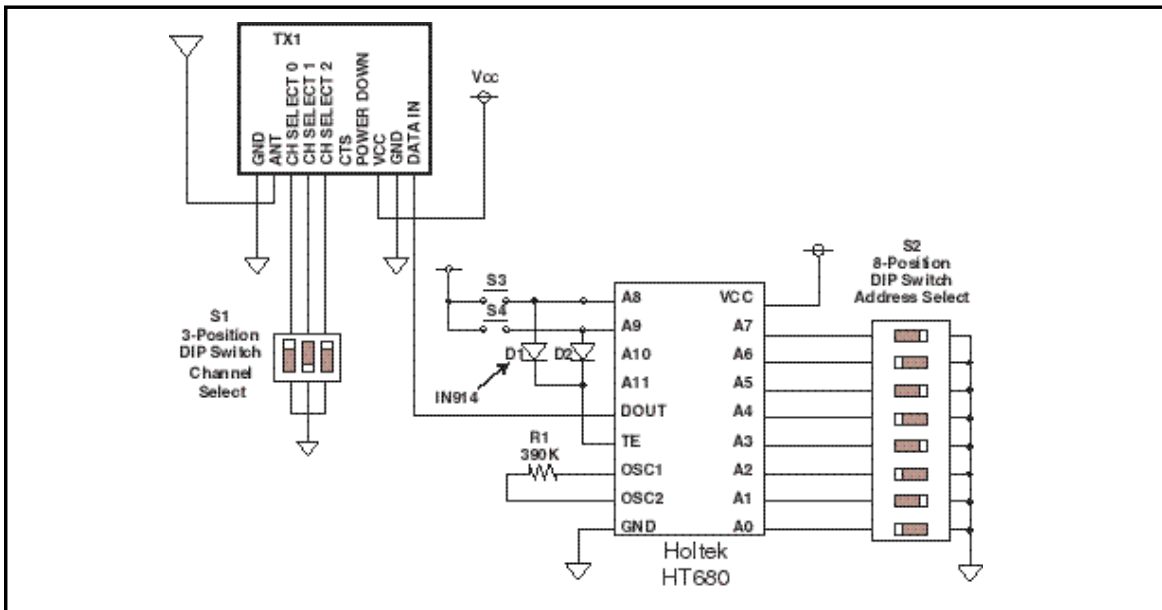 TX1
GND
ANT
CH SELECT 0
CH SELECT 1
CH SELECT 2
CTS
POWER DOWN
VCC
GND
DATA IN
Vcc
S1
3-Position
DIP Switch
Channel
Select
S3
S4
D1
D2
IN914
R1
390K
A8
A9
A10
A11
DOUT
TE
OSC1
OSC2
GND
VCC
A7
A6
A5
A4
A3
A2
A1
A0
Holtek
HT680
S2
8-Position
DIP Switch
Address Select